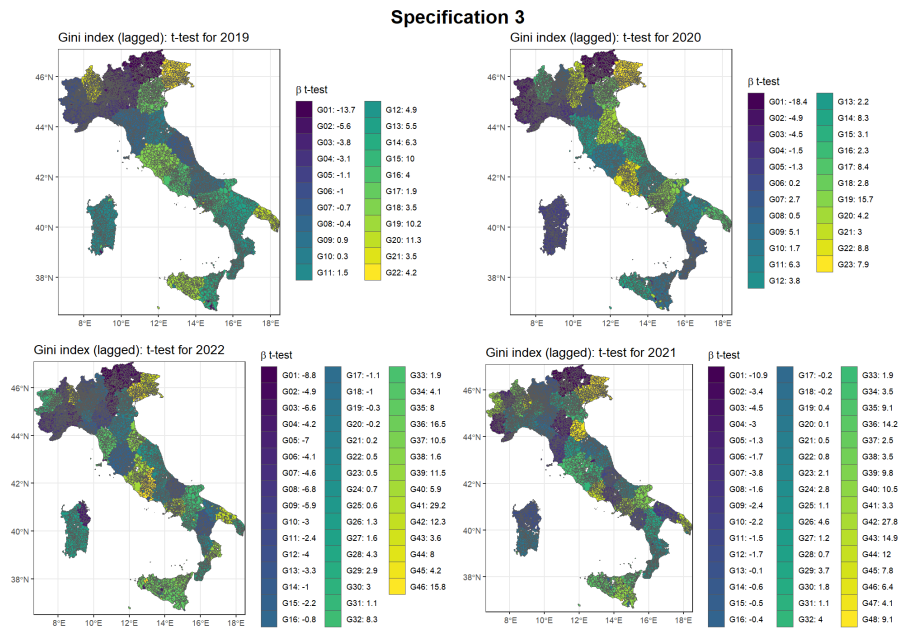 Specification 3
Gini index (lagged): t-test for 2019
46°N
44°N
42°N
40°N
38°N
8°E 10°E 12°E 14°E 16°E 18°E
β t-test
G01: -13.7
G02: -5.6
G03: -3.8
G04: -3.1
G05: -1.1
G06: -1
G07: -0.7
G08: -0.4
G09: 0.9
G10: 0.3
G11: 1.5
G12: 4.9
G13: 5.5
G14: 6.3
G15: 10
G16: 4
G17: 1.9
G18: 3.5
G19: 10.2
G20: 11.3
G21: 3.5
G22: 4.2
Gini index (lagged): t-test for 2020
46°N
44°N
42°N
40°N
38°N
8°E 10°E 12°E 14°E 16°E 18°E
β t-test
G01: -18.4
G02: -4.9
G03: -4.5
G04: -1.5
G05: -1.3
G06: 0.2
G07: 2.7
G08: 0.5
G09: 5.1
G10: 1.7
G11: 6.3
G12: 3.8
G13: 2.2
G14: 8.3
G15: 3.1
G16: 2.3
G17: 8.4
G18: 2.8
G19: 15.7
G20: 4.2
G21: 3
G22: 8.8
G23: 7.9
Gini index (lagged): t-test for 2022
46°N
44°N
42°N
40°N
38°N
8°E 10°E 12°E 14°E 16°E 18°E
β t-test
G01: -8.8
G02: -4.9
G03: -6.6
G04: -4.2
G05: -7
G06: -4.1
G07: -4.6
G08: -6.8
G09: -5.9
G10: -3
G11: -2.4
G12: -4
G13: -3.3
G14: -1
G15: -2.2
G16: -0.8
G17: -1.1
G18: -1
G19: -0.3
G20: -0.2
G21: 0.2
G22: 0.5
G23: 0.5
G24: 0.7
G25: 0.6
G26: 1.3
G27: 1.6
G28: 4.3
G29: 2.9
G30: 3
G31: 1.1
G32: 8.3
G33: 1.9
G34: 4.1
G35: 8
G36: 16.5
G37: 10.5
G38: 1.6
G39: 11.5
G40: 5.9
G41: 29.2
G42: 12.3
G43: 3.6
G44: 8
G45: 4.2
G46: 15.8
Gini index (lagged): t-test for 2021
46°N
44°N
42°N
40°N
38°N
8°E 10°E 12°E 14°E 16°E 18°E
β t-test
G01: -10.9
G02: -3.4
G03: -4.5
G04: -3
G05: -1.3
G06: -1.7
G07: -3.8
G08: -1.6
G09: -2.4
G10: -2.2
G11: -1.5
G12: -1.7
G13: -0.1
G14: -0.6
G15: -0.5
G16: -0.4
G17: -0.2
G18: -0.2
G19: 0.4
G20: 0.1
G21: 0.5
G22: 0.8
G23: 2.1
G24: 2.8
G25: 1.1
G26: 4.6
G27: 1.2
G28: 0.7
G29: 3.7
G30: 1.8
G31: 1.1
G32: 4
G33: 1.9
G34: 3.5
G35: 9.1
G36: 14.2
G37: 2.5
G38: 3.5
G39: 9.8
G40: 10.5
G41: 3.3
G42: 27.8
G43: 14.9
G44: 12
G45: 7.8
G46: 6.4
G47: 4.1
G48: 9.1